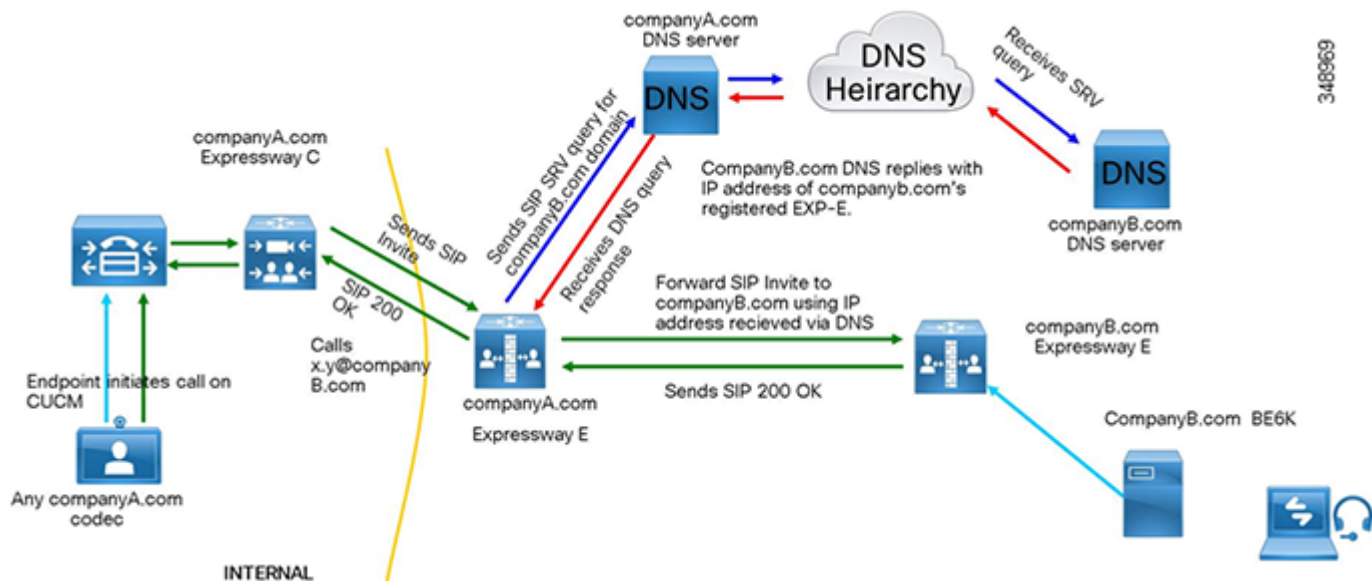 companyA.com
DNS server
DNS
DNS
Heirarchy
Receives SRV
query
348969
companyA.com
Expressway C
Sends SIP SRV query for
companyB.com domain
Receives DNS query
response
CompanyB.com DNS replies with
IP address of companyb.com's
registered EXP-E.
DNS
companyB.com
DNS server
Sends SIP
Invite
SIP 200
OK
Calls
x.y@company
B.com
Forward SIP Invite to
companyB.com using IP
address recieved via DNS
Sends SIP 200 OK
companyB.com
Expressway E
companyA.com
Expressway E
Endpoint initiates call on
CUCM
Any companyA.com
codec
CompanyB.com BE6K
INTERNAL